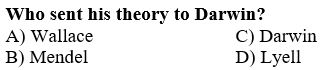 Who sent his theory to Darwin?
A) Wallace C) Darwin
B) Mendel D) Lyell